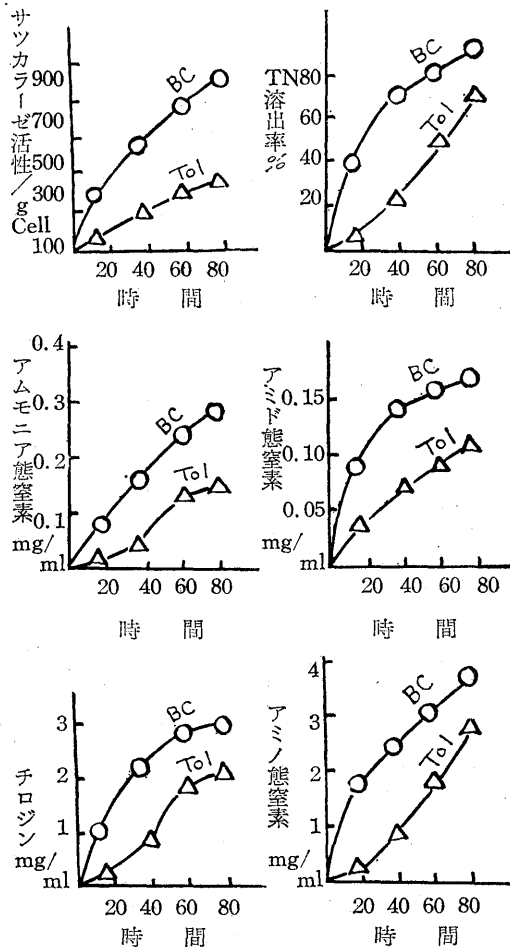 サツカラーゼ活性/g Cell
900
700
500
300
100
BC
Tol
20 40 60 80
時 間
TN溶出率%
80
60
40
20
BC
Tol
20 40 60 80
時 間
アムモニア態窒素
mg/ml
0.4
0.3
0.2
0.1
BC
Tol
20 40 60 80
時 間
アミド態窒素
mg/ml
0.15
0.10
0.05
BC
Tol
20 40 60 80
時 間
チロジン
mg/ml
3
2
1
BC
Tol
20 40 60 80
時 間
アミノ態窒素
mg/ml
4
3
2
1
BC
Tol
20 40 60 80
時 間